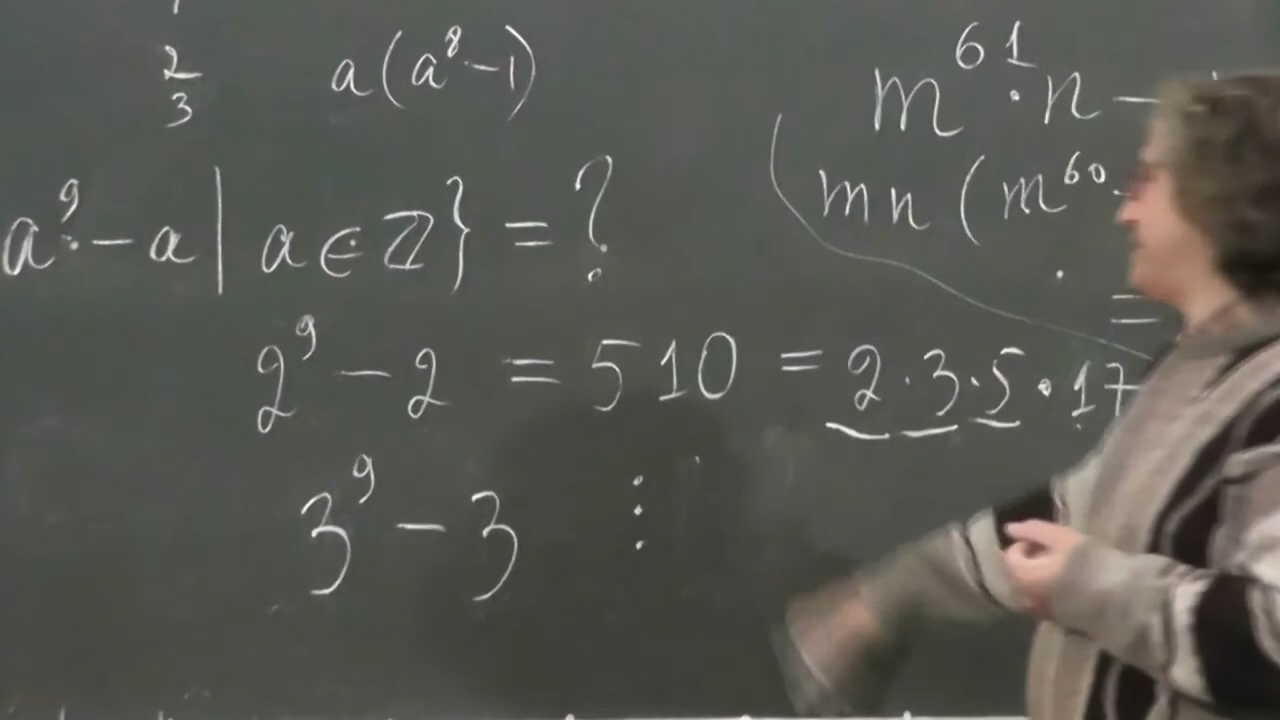 2/3
a(a⁸-1)
a⁹-a | a∈ℤ} = ?
2⁹ - 2 = 510 = 2·3·5·17
3⁹ - 3 ⋮
m⁶¹·n -
mn (m⁶⁰-
=